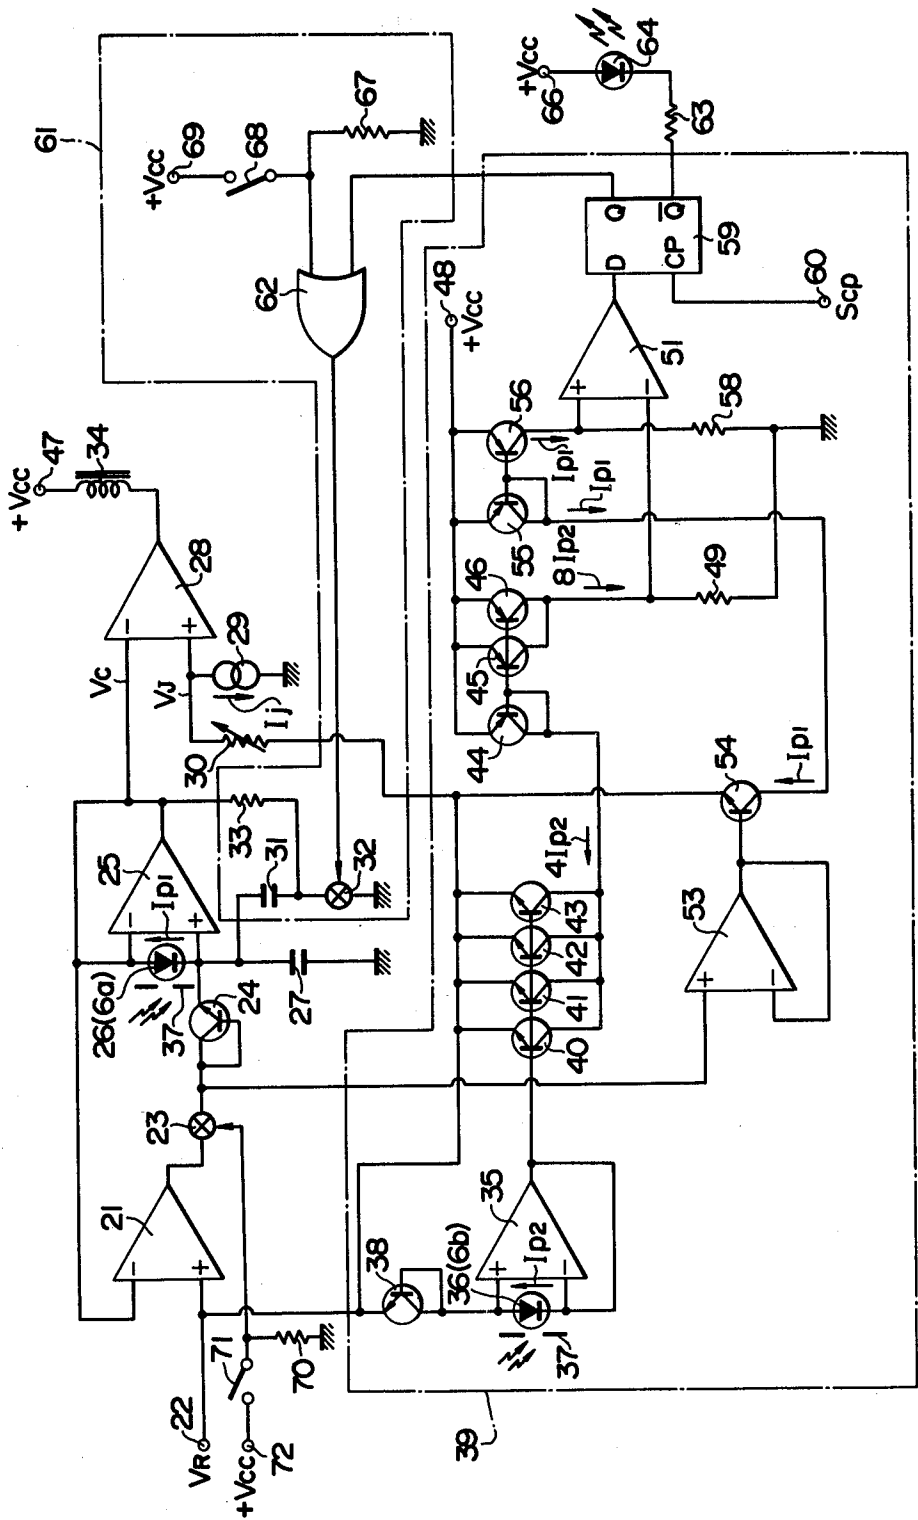 61
+Vcc
69
68
67
+Vcc
66
64
63
62
+Vcc
47
34
28
Vc
VJ
29
Ij
30
33
31
32
25
Ip1
26(6a)
37
24
27
23
21
22
VR
71
70
72
+Vcc
48
+Vcc
56
Ip1
55
Ip1
46
8Ip2
45
44
49
58
51
D Q
CP Q̅
59
60
Scp
54
Ip1
53
4Ip2
43
42
41
40
35
36(6b)
Ip2
37
38
39
−
+
−
+
−
+
+
−
+
−
+
−